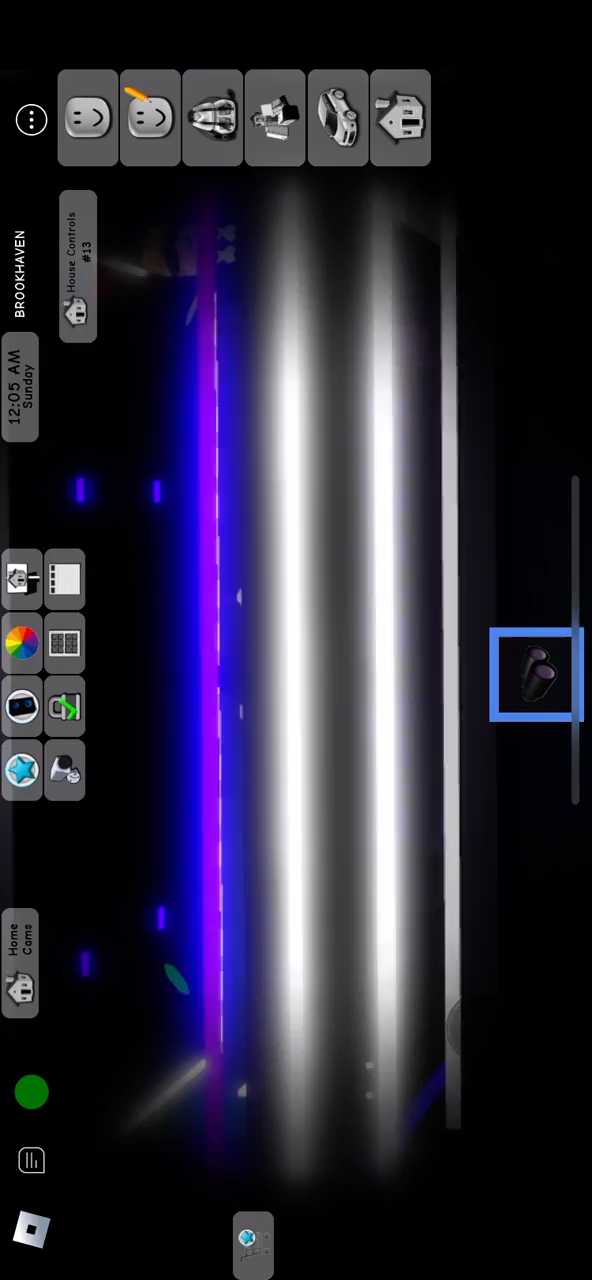 BROOKHAVEN
12:05 AM
Sunday
House Controls
#13
Home
Cams